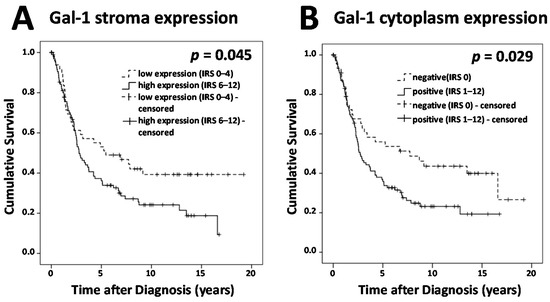 A Gal-1 stroma expression
p = 0.045
low expression (IRS 0–4)
high expression (IRS 6–12)
low expression (IRS 0–4) -
censored
high expression (IRS 6–12) -
censored
Cumulative Survival
1.0
0.8
0.6
0.4
0.2
0.0
0 5 10 15 20
Time after Diagnosis (years)
B Gal-1 cytoplasm expression
p = 0.029
negative(IRS 0)
positive (IRS 1–12)
negative(IRS 0) - censored
positive (IRS 1–12) - censored
Cumulative Survival
1.0
0.8
0.6
0.4
0.2
0.0
0 5 10 15 20
Time after Diagnosis (years)